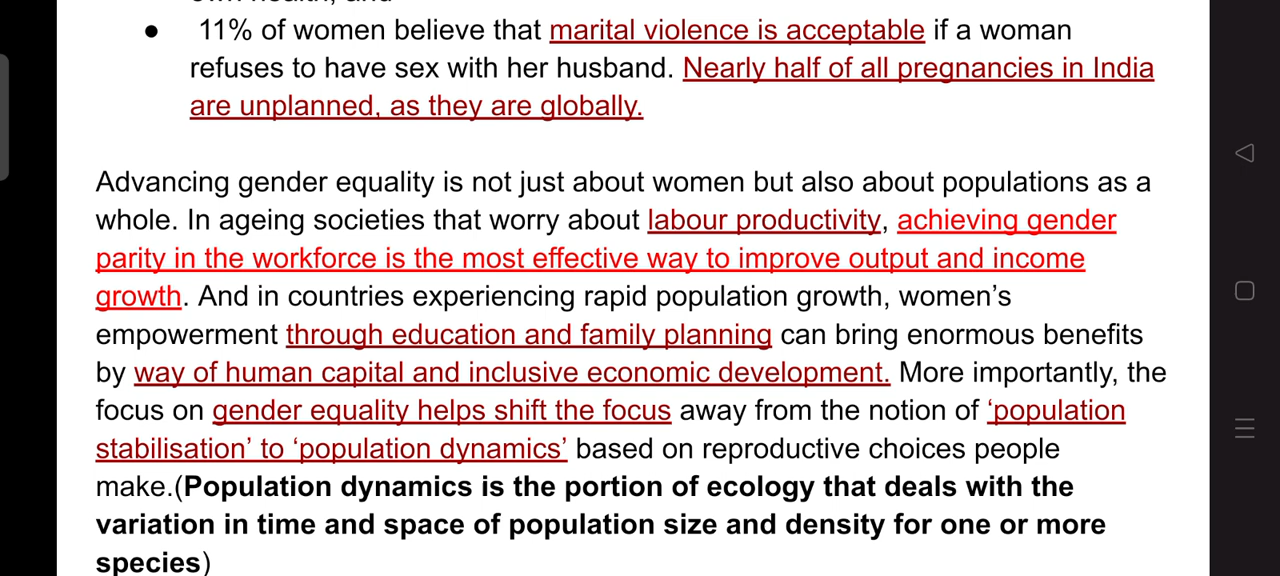 own health, and
● 11% of women believe that marital violence is acceptable if a woman
refuses to have sex with her husband. Nearly half of all pregnancies in India
are unplanned, as they are globally.
Advancing gender equality is not just about women but also about populations as a
whole. In ageing societies that worry about labour productivity, achieving gender
parity in the workforce is the most effective way to improve output and income
growth. And in countries experiencing rapid population growth, women’s
empowerment through education and family planning can bring enormous benefits
by way of human capital and inclusive economic development. More importantly, the
focus on gender equality helps shift the focus away from the notion of ‘population
stabilisation’ to ‘population dynamics’ based on reproductive choices people
make.(Population dynamics is the portion of ecology that deals with the
variation in time and space of population size and density for one or more
species)